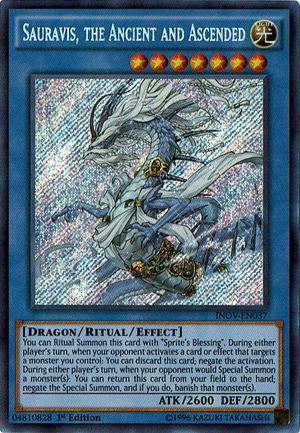 SAURAVIS, THE ANCIENT AND ASCENDED
LIGHT
光
INOV-EN037
[DRAGON/RITUAL/EFFECT]
You can Ritual Summon this card with "Sprite's Blessing". During either
player's turn, when your opponent activates a card or effect that targets
a monster you control: You can discard this card; negate the activation.
During either player's turn, when your opponent would Special Summon
a monster(s): You can return this card from your field to the hand;
negate the Special Summon, and if you do, banish that monster(s).
ATK/2600 DEF/2800
04810828 1st Edition ©1996 KAZUKI TAKAHASHI